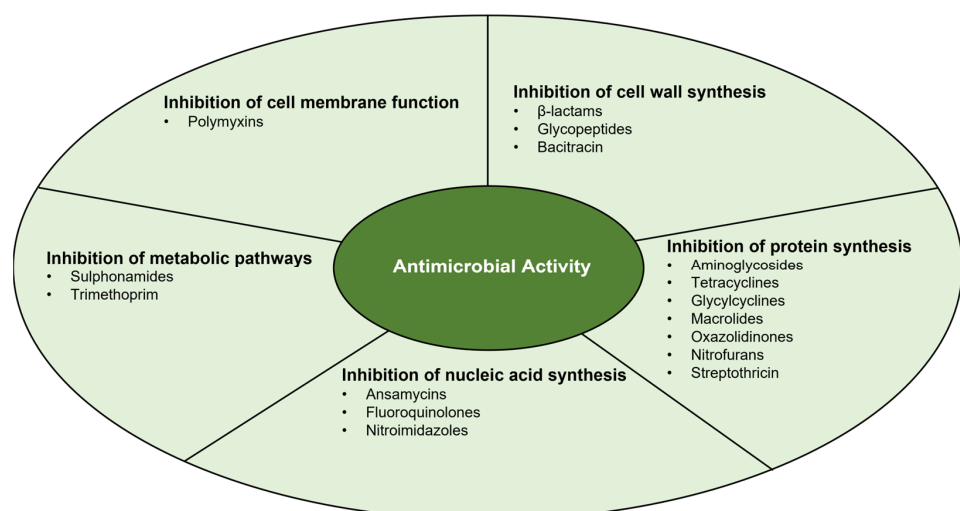 Inhibition of cell membrane function
• Polymyxins
Inhibition of cell wall synthesis
• β-lactams
• Glycopeptides
• Bacitracin
Inhibition of metabolic pathways
• Sulphonamides
• Trimethoprim
Antimicrobial Activity
Inhibition of protein synthesis
• Aminoglycosides
• Tetracyclines
• Glycylcyclines
• Macrolides
• Oxazolidinones
• Nitrofurans
• Streptothricin
Inhibition of nucleic acid synthesis
• Ansamycins
• Fluoroquinolones
• Nitroimidazoles